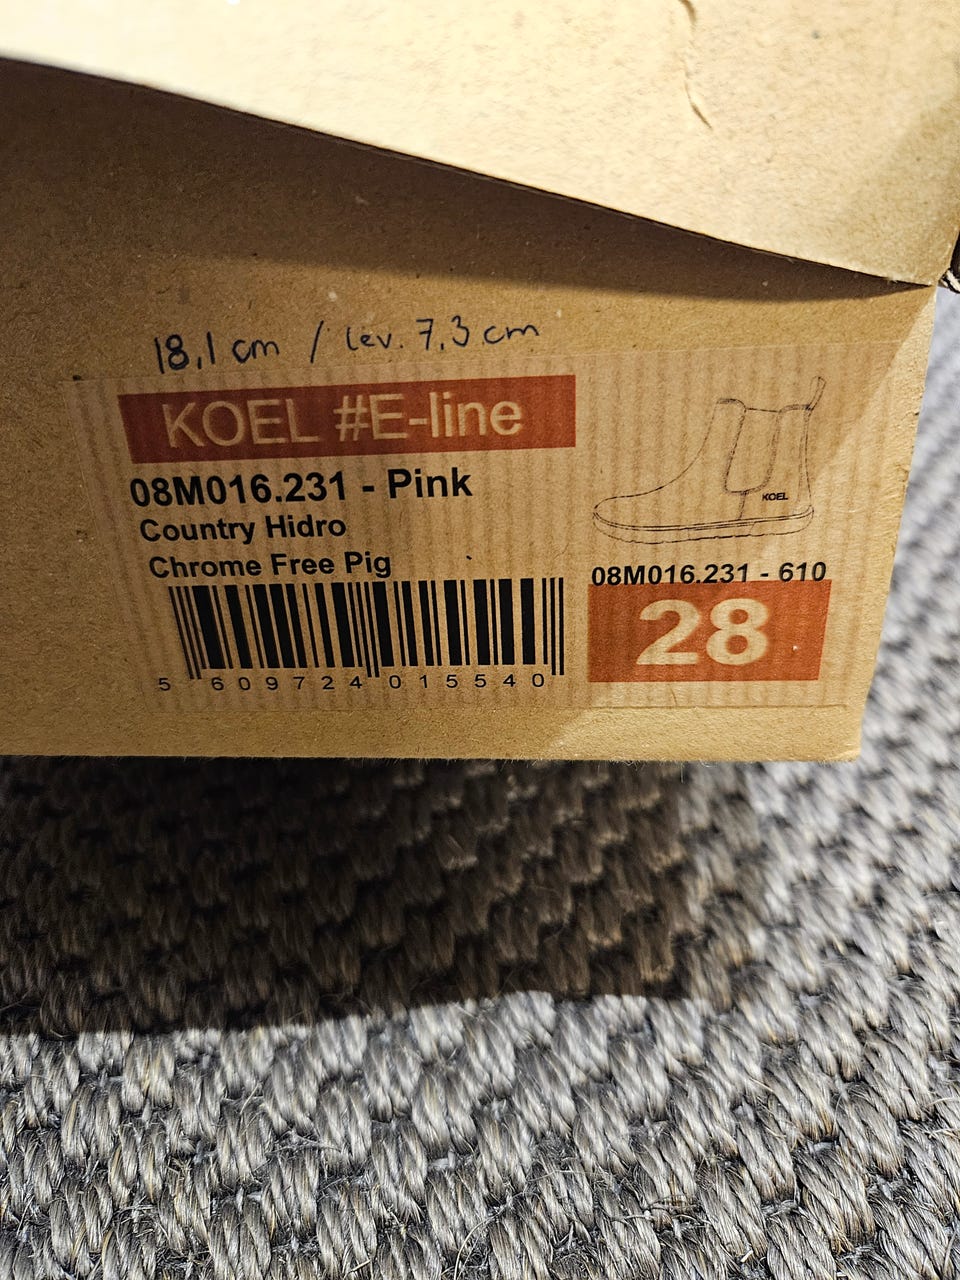 18,1 cm / lev. 7,3 cm
KOEL #E-line
08M016.231 - Pink
Country Hidro
Chrome Free Pig
KOEL
08M016.231 - 610
28
5 609724 015540